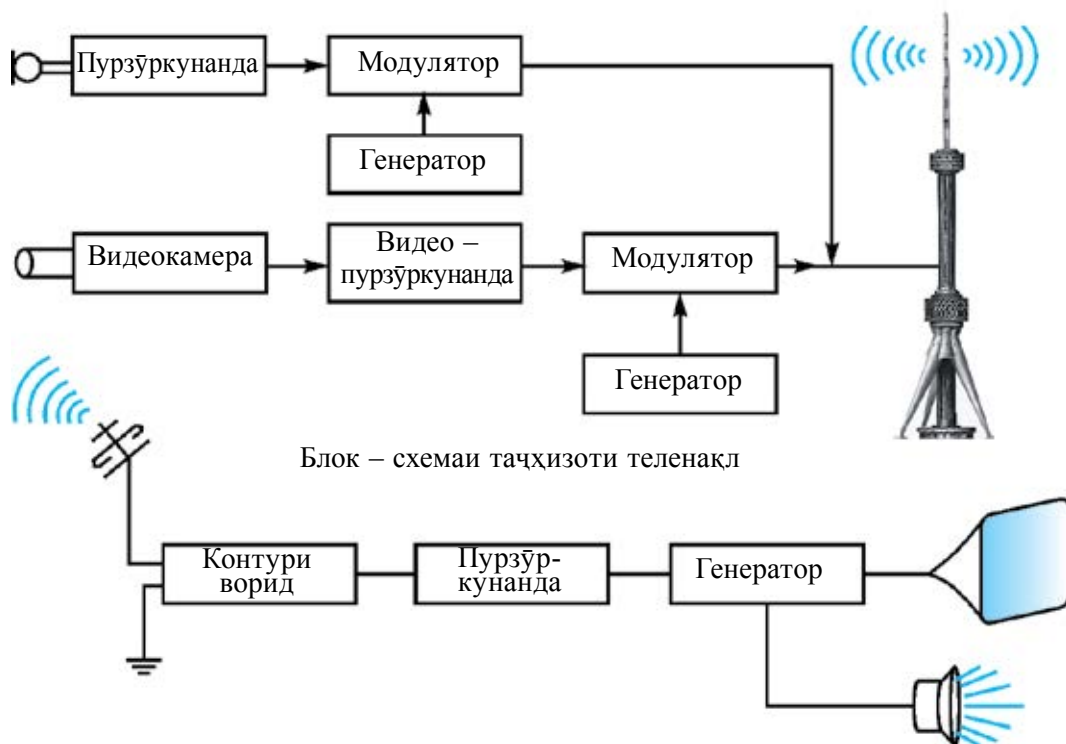 Пурзӯркунанда
Модулятор
Генератор
Видеокамера
Видео –
пурзӯркунанда
Модулятор
Генератор
Блок – схемаи таҷҳизоти теленақл
Контури
ворид
Пурзӯр-
кунанда
Генератор